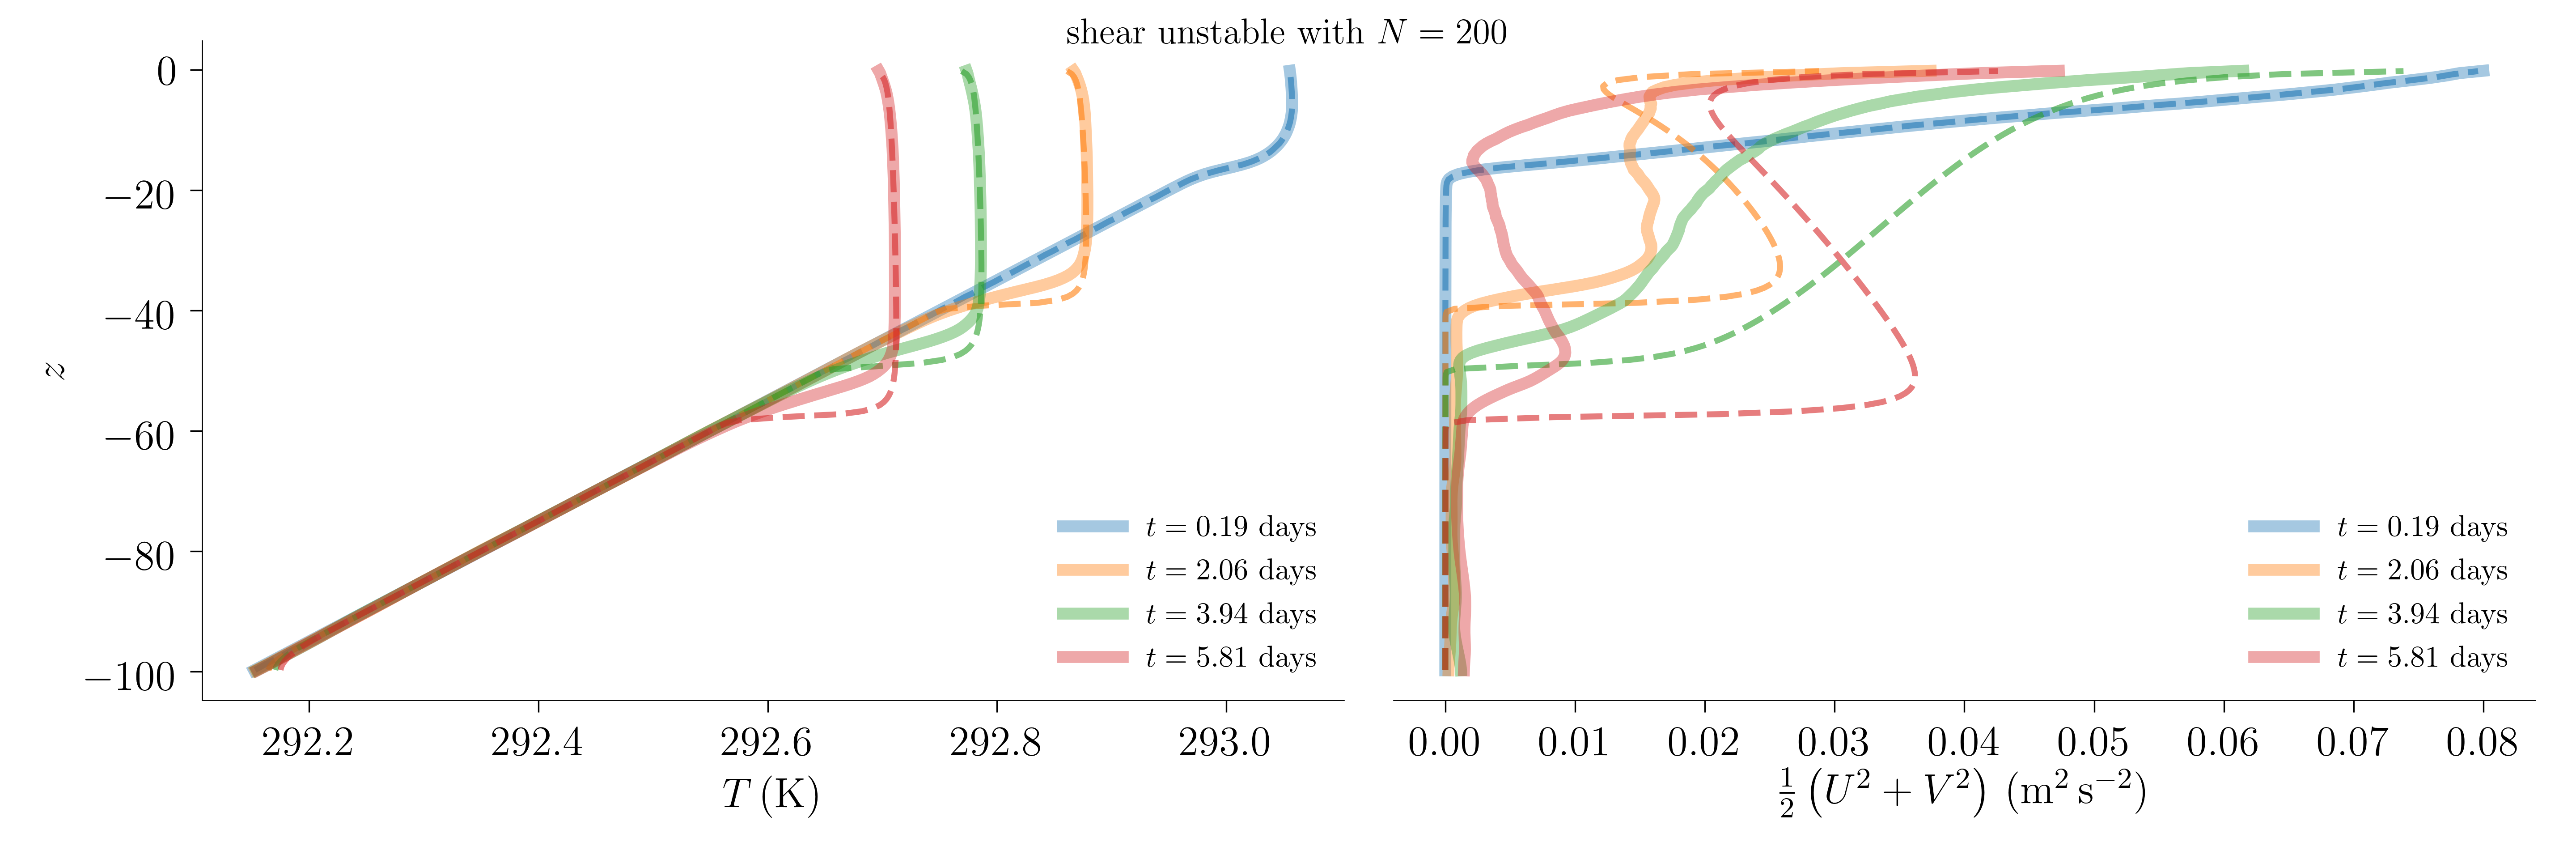 shear unstable with N = 200
0
−20
−40
−60
−80
−100
z
t = 0.19 days
t = 2.06 days
t = 3.94 days
t = 5.81 days
292.2 292.4 292.6 292.8 293.0
T (K)
t = 0.19 days
t = 2.06 days
t = 3.94 days
t = 5.81 days
0.00 0.01 0.02 0.03 0.04 0.05 0.06 0.07 0.08
½ (U² + V²) (m² s⁻²)